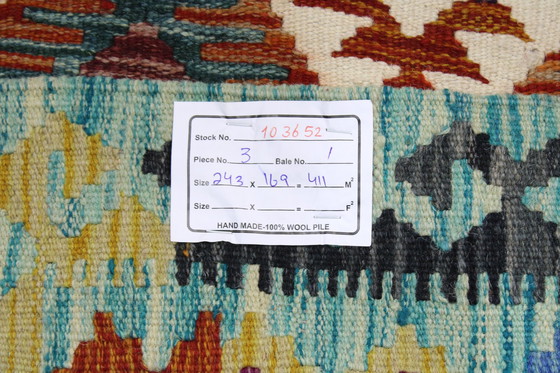 Stock No. 103652
Piece No. 3 Bale No. 1
Size 243 X 169 = 411 M²
Size X = F²
HAND MADE-100% WOOL PILE